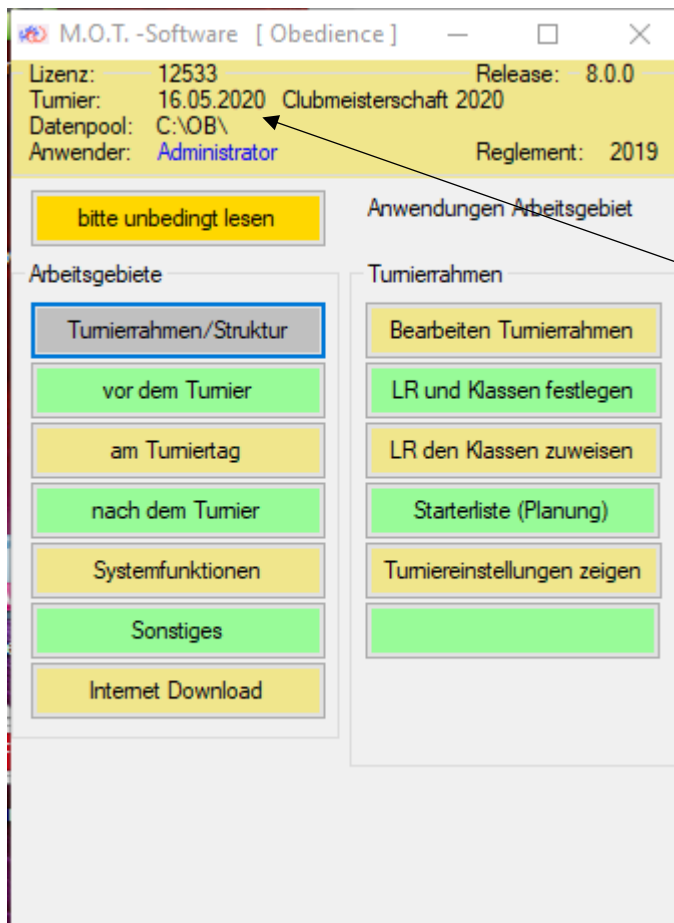 M.O.T. -Software [ Obedience ]
Lizenz: 12533 Release: 8.0.0
Turnier: 16.05.2020 Clubmeisterschaft 2020
Datenpool: C:\OB\
Anwender: Administrator Reglement: 2019
bitte unbedingt lesen
Anwendungen Arbeitsgebiet
Arbeitsgebiete
Turnierrahmen/Struktur
vor dem Turnier
am Turniertag
nach dem Turnier
Systemfunktionen
Sonstiges
Internet Download
Turnierrahmen
Bearbeiten Turnierrahmen
LR und Klassen festlegen
LR den Klassen zuweisen
Starterliste (Planung)
Turniereinstellungen zeigen